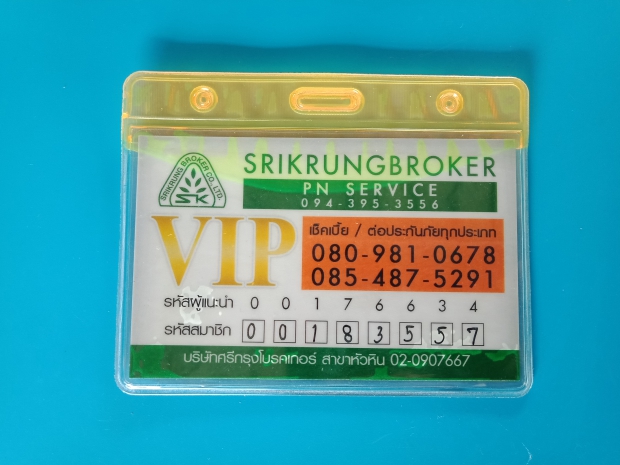 SRIKRUNG BROKER CO., LTD.
SK
SRIKRUNGBROKER
PN SERVICE
094-395-3556
VIP
เช็คเบี้ย / ต่อประกันภัยทุกประเภท
080-981-0678
085-487-5291
รหัสผู้แนะนำ 0 0 1 7 6 6 3 4
รหัสสมาชิก 0 0 1 8 3 5 5 7
บริษัทศรีกรุงโบรคเกอร์ สาขาหัวหิน 02-0907667